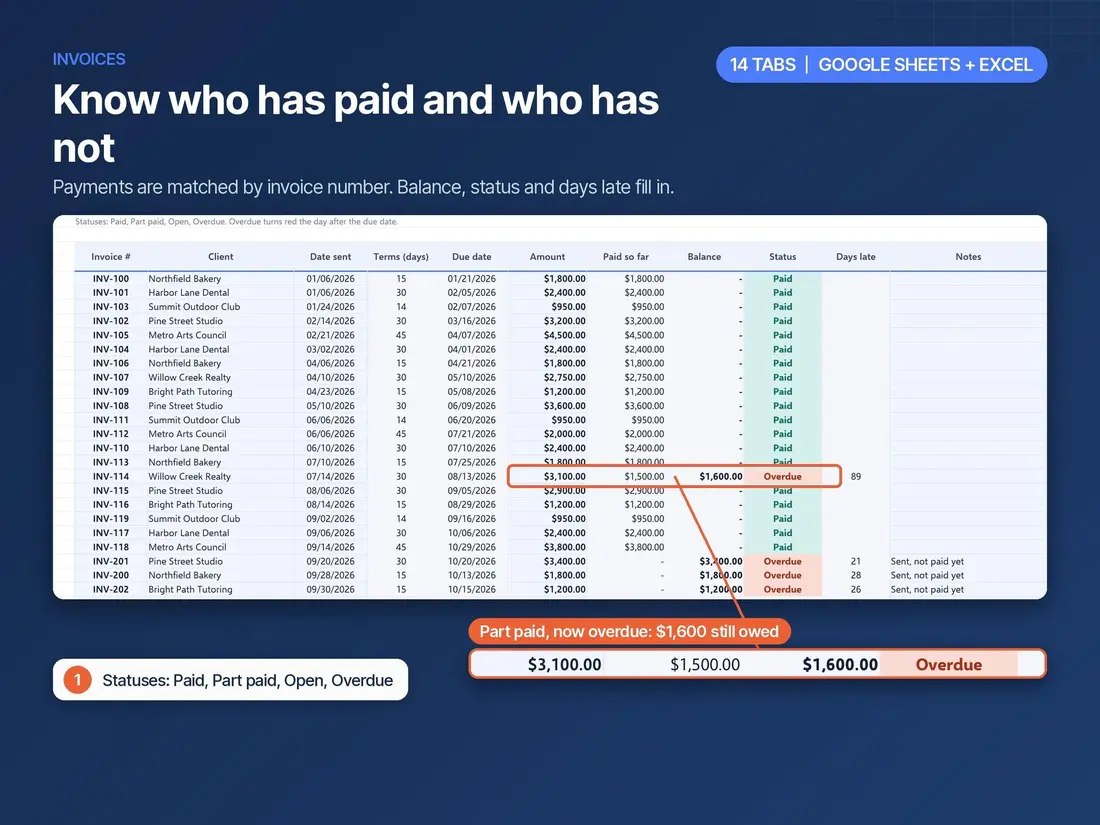 INVOICES
14 TABS | GOOGLE SHEETS + EXCEL
Know who has paid and who has
not
Payments are matched by invoice number. Balance, status and days late fill in.
Statuses: Paid, Part paid, Open, Overdue. Overdue turns red the day after the due date.
Invoice # Client Date sent Terms (days) Due date Amount Paid so far Balance Status Days late Notes
INV-100 Northfield Bakery 01/06/2026 15 01/21/2026 $1,800.00 $1,800.00 - Paid
INV-101 Harbor Lane Dental 01/06/2026 30 02/05/2026 $2,400.00 $2,400.00 - Paid
INV-103 Summit Outdoor Club 01/24/2026 14 02/07/2026 $950.00 $950.00 - Paid
INV-102 Pine Street Studio 02/14/2026 30 03/16/2026 $3,200.00 $3,200.00 - Paid
INV-105 Metro Arts Council 02/21/2026 45 04/07/2026 $4,500.00 $4,500.00 - Paid
INV-104 Harbor Lane Dental 03/02/2026 30 04/01/2026 $2,400.00 $2,400.00 - Paid
INV-106 Northfield Bakery 04/06/2026 15 04/21/2026 $1,800.00 $1,800.00 - Paid
INV-107 Willow Creek Realty 04/10/2026 30 05/10/2026 $2,750.00 $2,750.00 - Paid
INV-109 Bright Path Tutoring 04/23/2026 15 05/08/2026 $1,200.00 $1,200.00 - Paid
INV-108 Pine Street Studio 05/10/2026 30 06/09/2026 $3,600.00 $3,600.00 - Paid
INV-111 Summit Outdoor Club 06/06/2026 14 06/20/2026 $950.00 $950.00 - Paid
INV-112 Metro Arts Council 06/06/2026 45 07/21/2026 $2,000.00 $2,000.00 - Paid
INV-110 Harbor Lane Dental 06/10/2026 30 07/10/2026 $2,400.00 $2,400.00 - Paid
INV-113 Northfield Bakery 07/10/2026 15 07/25/2026 $1,800.00 $1,800.00 - Paid
INV-114 Willow Creek Realty 07/14/2026 30 08/13/2026 $3,100.00 $1,500.00 $1,600.00 Overdue 89
INV-115 Pine Street Studio 08/06/2026 30 09/05/2026 $2,900.00 $2,900.00 - Paid
INV-116 Bright Path Tutoring 08/14/2026 15 08/29/2026 $1,200.00 $1,200.00 - Paid
INV-119 Summit Outdoor Club 09/02/2026 14 09/16/2026 $950.00 $950.00 - Paid
INV-117 Harbor Lane Dental 09/06/2026 30 10/06/2026 $2,400.00 $2,400.00 - Paid
INV-118 Metro Arts Council 09/14/2026 45 10/29/2026 $3,800.00 $3,800.00 - Paid
INV-201 Pine Street Studio 09/20/2026 30 10/20/2026 $3,400.00 - $3,400.00 Overdue 21 Sent, not paid yet
INV-200 Northfield Bakery 09/28/2026 15 10/13/2026 $1,800.00 - $1,800.00 Overdue 28 Sent, not paid yet
INV-202 Bright Path Tutoring 09/30/2026 15 10/15/2026 $1,200.00 - $1,200.00 Overdue 26 Sent, not paid yet
Part paid, now overdue: $1,600 still owed
$3,100.00 $1,500.00 $1,600.00 Overdue
1 Statuses: Paid, Part paid, Open, Overdue